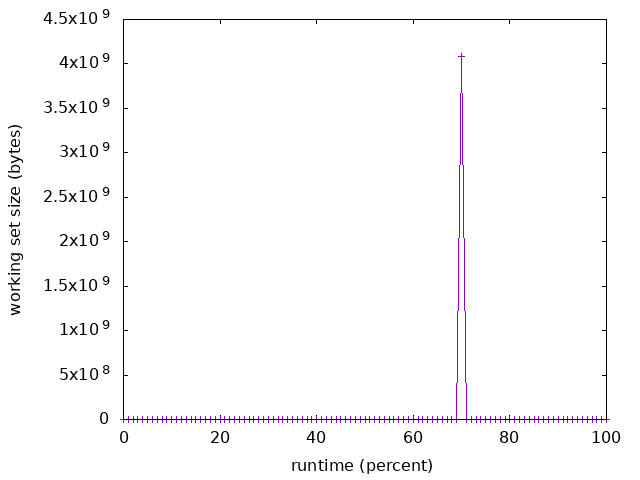 4.5x10^9
4x10^9
3.5x10^9
3x10^9
2.5x10^9
2x10^9
1.5x10^9
1x10^9
5x10^8
0
working set size (bytes)
0 20 40 60 80 100
runtime (percent)